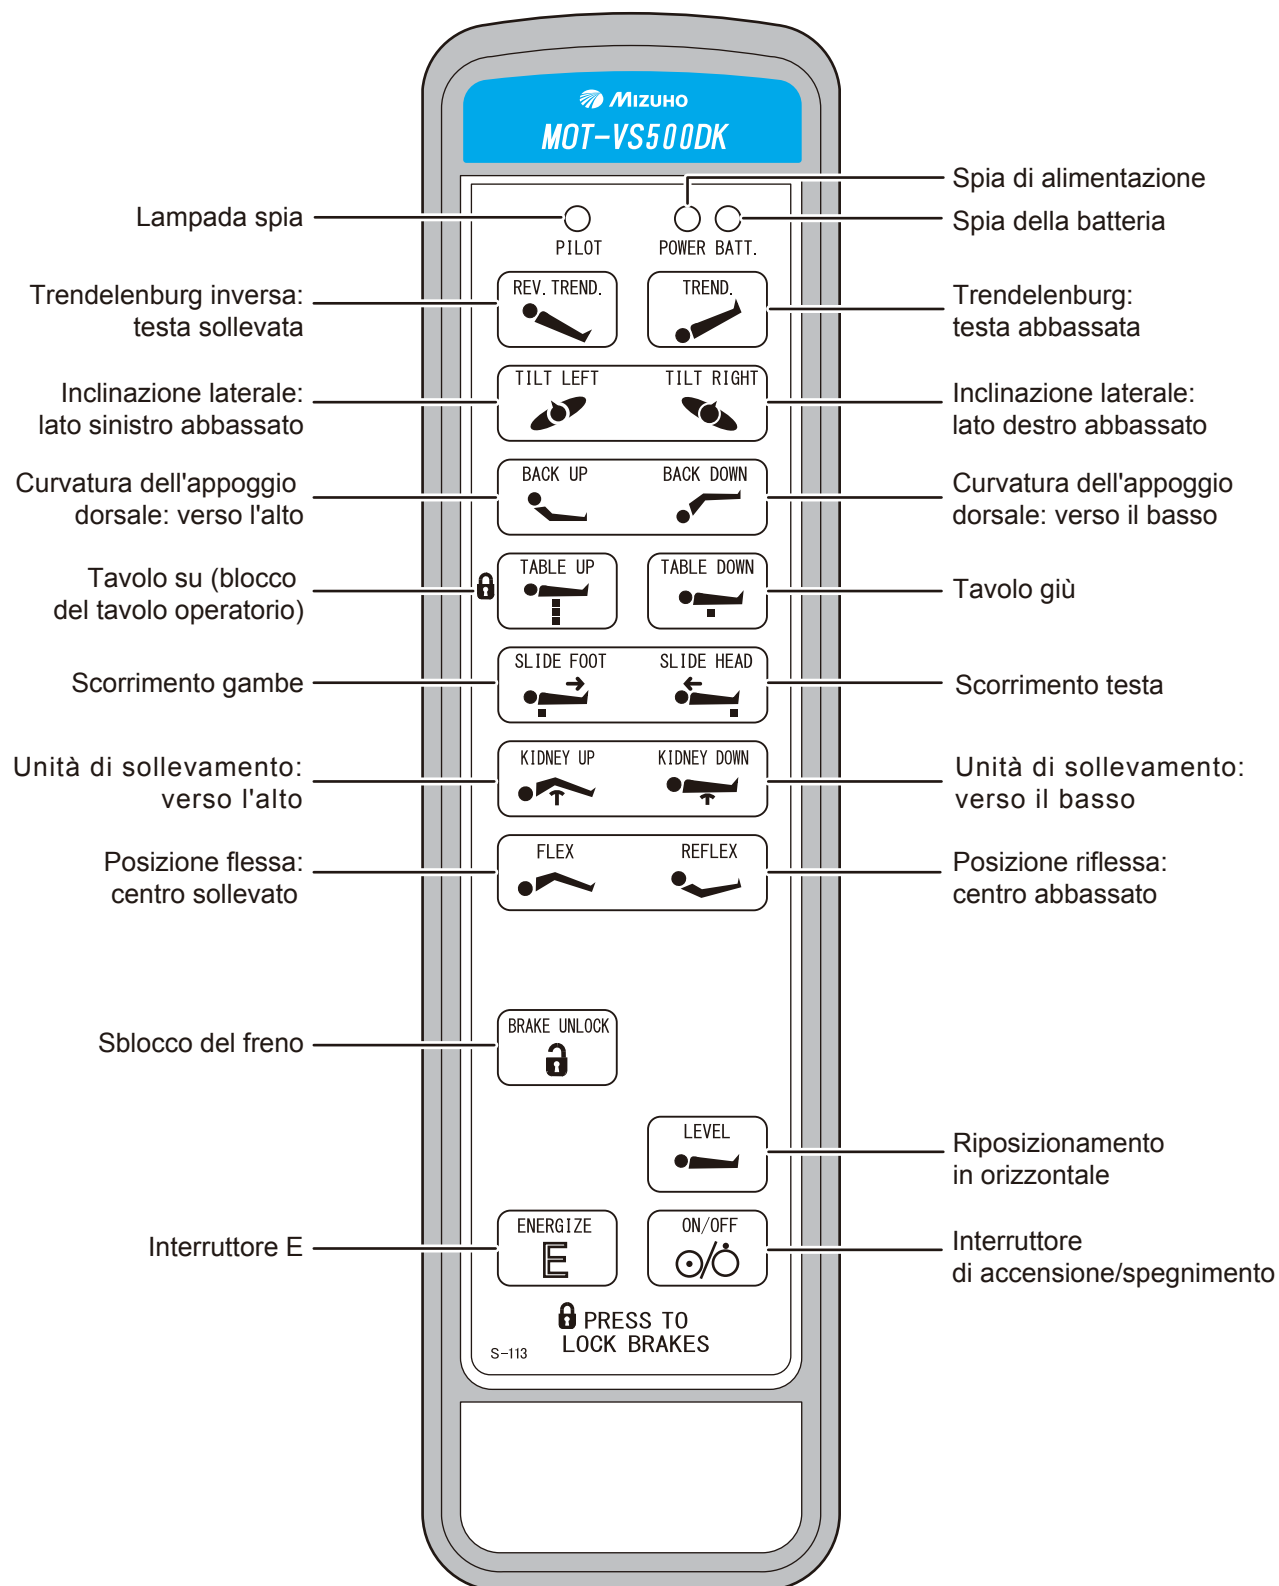 MIZUHO
MOT-VS500DK
Spia di alimentazione
Lampada spia
Spia della batteria
PILOT
POWER BATT.
Trendelenburg inversa:
testa sollevata
REV. TREND.
TREND.
Trendelenburg:
testa abbassata
Inclinazione laterale:
lato sinistro abbassato
TILT LEFT
TILT RIGHT
Inclinazione laterale:
lato destro abbassato
Curvatura dell'appoggio
dorsale: verso l'alto
BACK UP
BACK DOWN
Curvatura dell'appoggio
dorsale: verso il basso
Tavolo su (blocco
del tavolo operatorio)
TABLE UP
TABLE DOWN
Tavolo giù
Scorrimento gambe
SLIDE FOOT
SLIDE HEAD
Scorrimento testa
Unità di sollevamento:
verso l'alto
KIDNEY UP
KIDNEY DOWN
Unità di sollevamento:
verso il basso
Posizione flessa:
centro sollevato
FLEX
REFLEX
Posizione riflessa:
centro abbassato
Sblocco del freno
BRAKE UNLOCK
LEVEL
Riposizionamento
in orizzontale
Interruttore E
ENERGIZE
E
ON/OFF
Interruttore
di accensione/spegnimento
PRESS TO
LOCK BRAKES
S-113